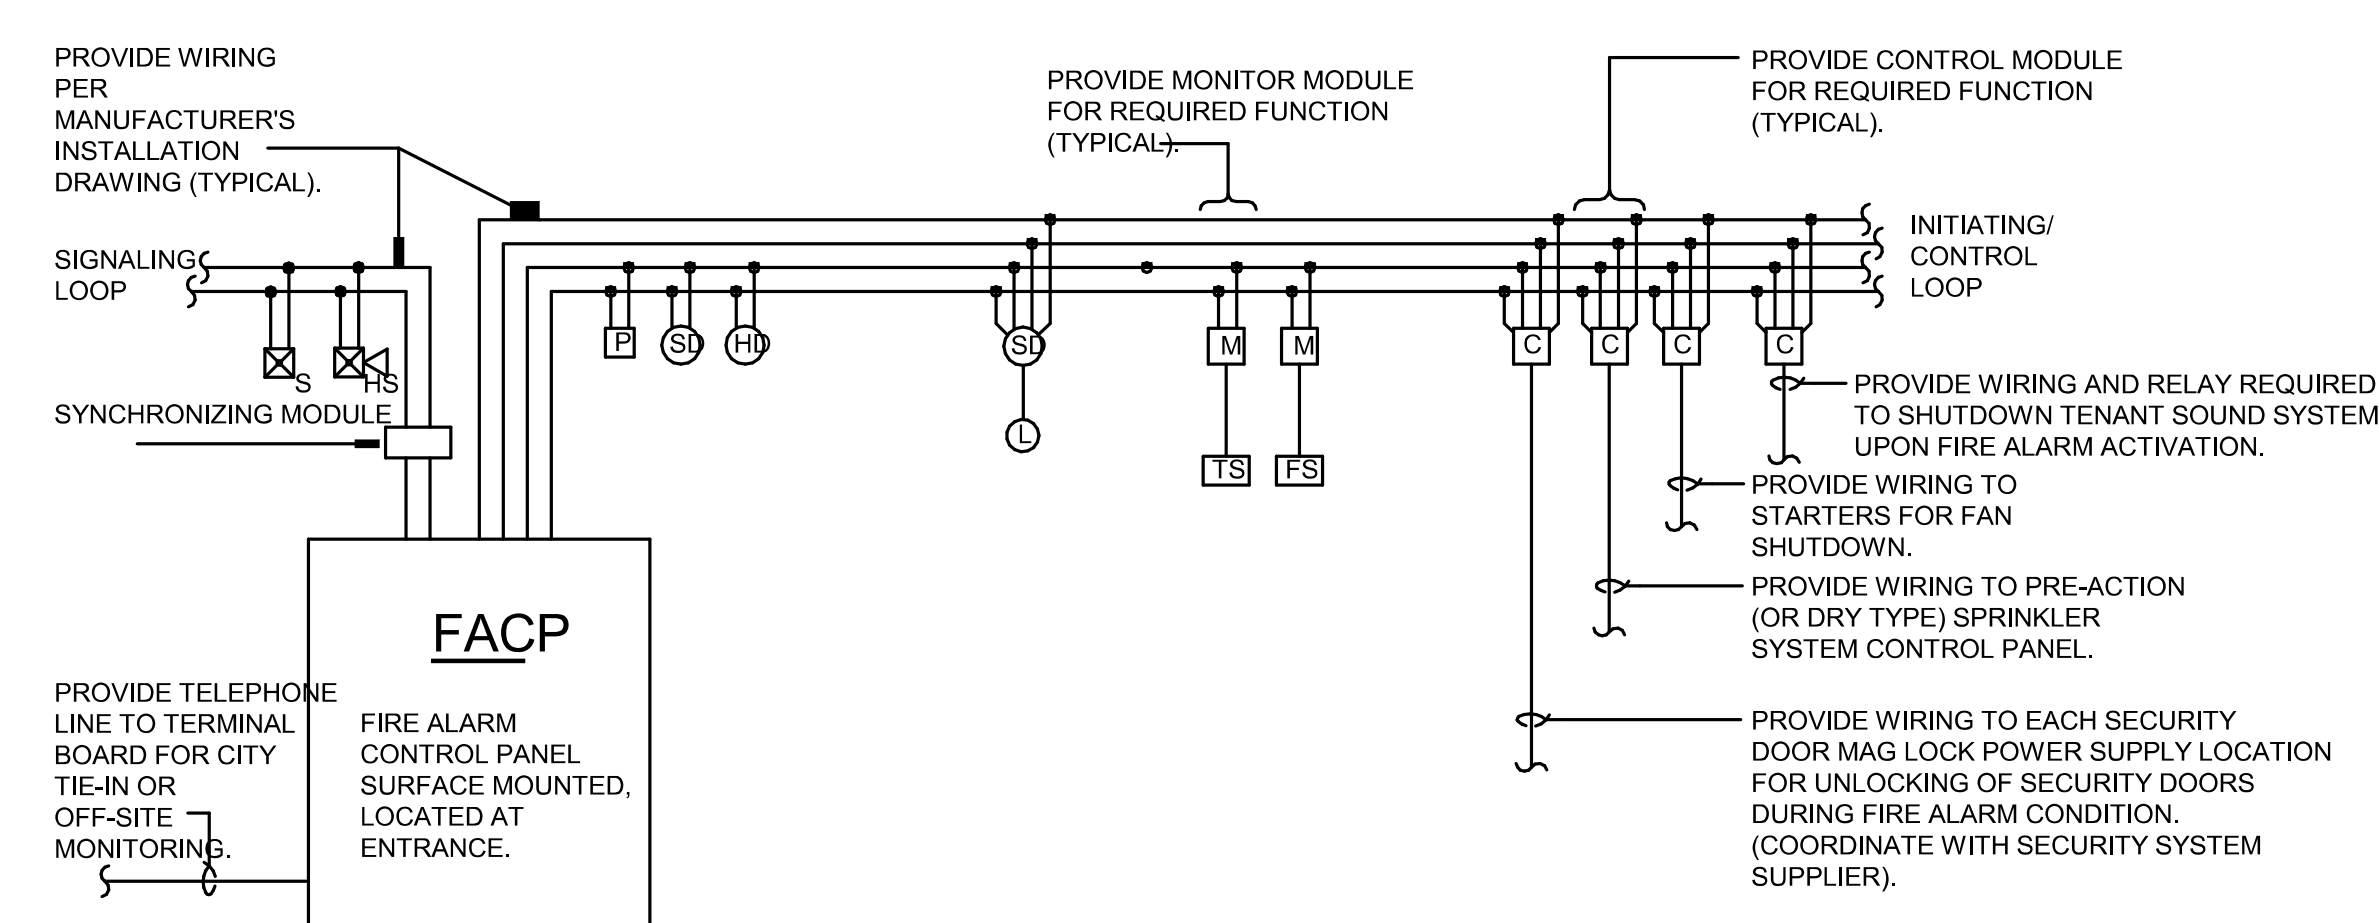 PROVIDE WIRING
PER
MANUFACTURER'S
INSTALLATION
DRAWING (TYPICAL).
PROVIDE MONITOR MODULE
FOR REQUIRED FUNCTION
(TYPICAL).
PROVIDE CONTROL MODULE
FOR REQUIRED FUNCTION
(TYPICAL).
SIGNALING
LOOP
INITIATING/
CONTROL
LOOP
P
SD
HD
SD
M
M
C
C
C
C
S
HS
L
TS
FS
SYNCHRONIZING MODULE
PROVIDE WIRING AND RELAY REQUIRED
TO SHUTDOWN TENANT SOUND SYSTEM
UPON FIRE ALARM ACTIVATION.
PROVIDE WIRING TO
STARTERS FOR FAN
SHUTDOWN.
PROVIDE WIRING TO PRE-ACTION
(OR DRY TYPE) SPRINKLER
SYSTEM CONTROL PANEL.
PROVIDE WIRING TO EACH SECURITY
DOOR MAG LOCK POWER SUPPLY LOCATION
FOR UNLOCKING OF SECURITY DOORS
DURING FIRE ALARM CONDITION.
(COORDINATE WITH SECURITY SYSTEM
SUPPLIER).
FACP
FIRE ALARM
CONTROL PANEL
SURFACE MOUNTED,
LOCATED AT
ENTRANCE.
PROVIDE TELEPHONE
LINE TO TERMINAL
BOARD FOR CITY
TIE-IN OR
OFF-SITE
MONITORING.